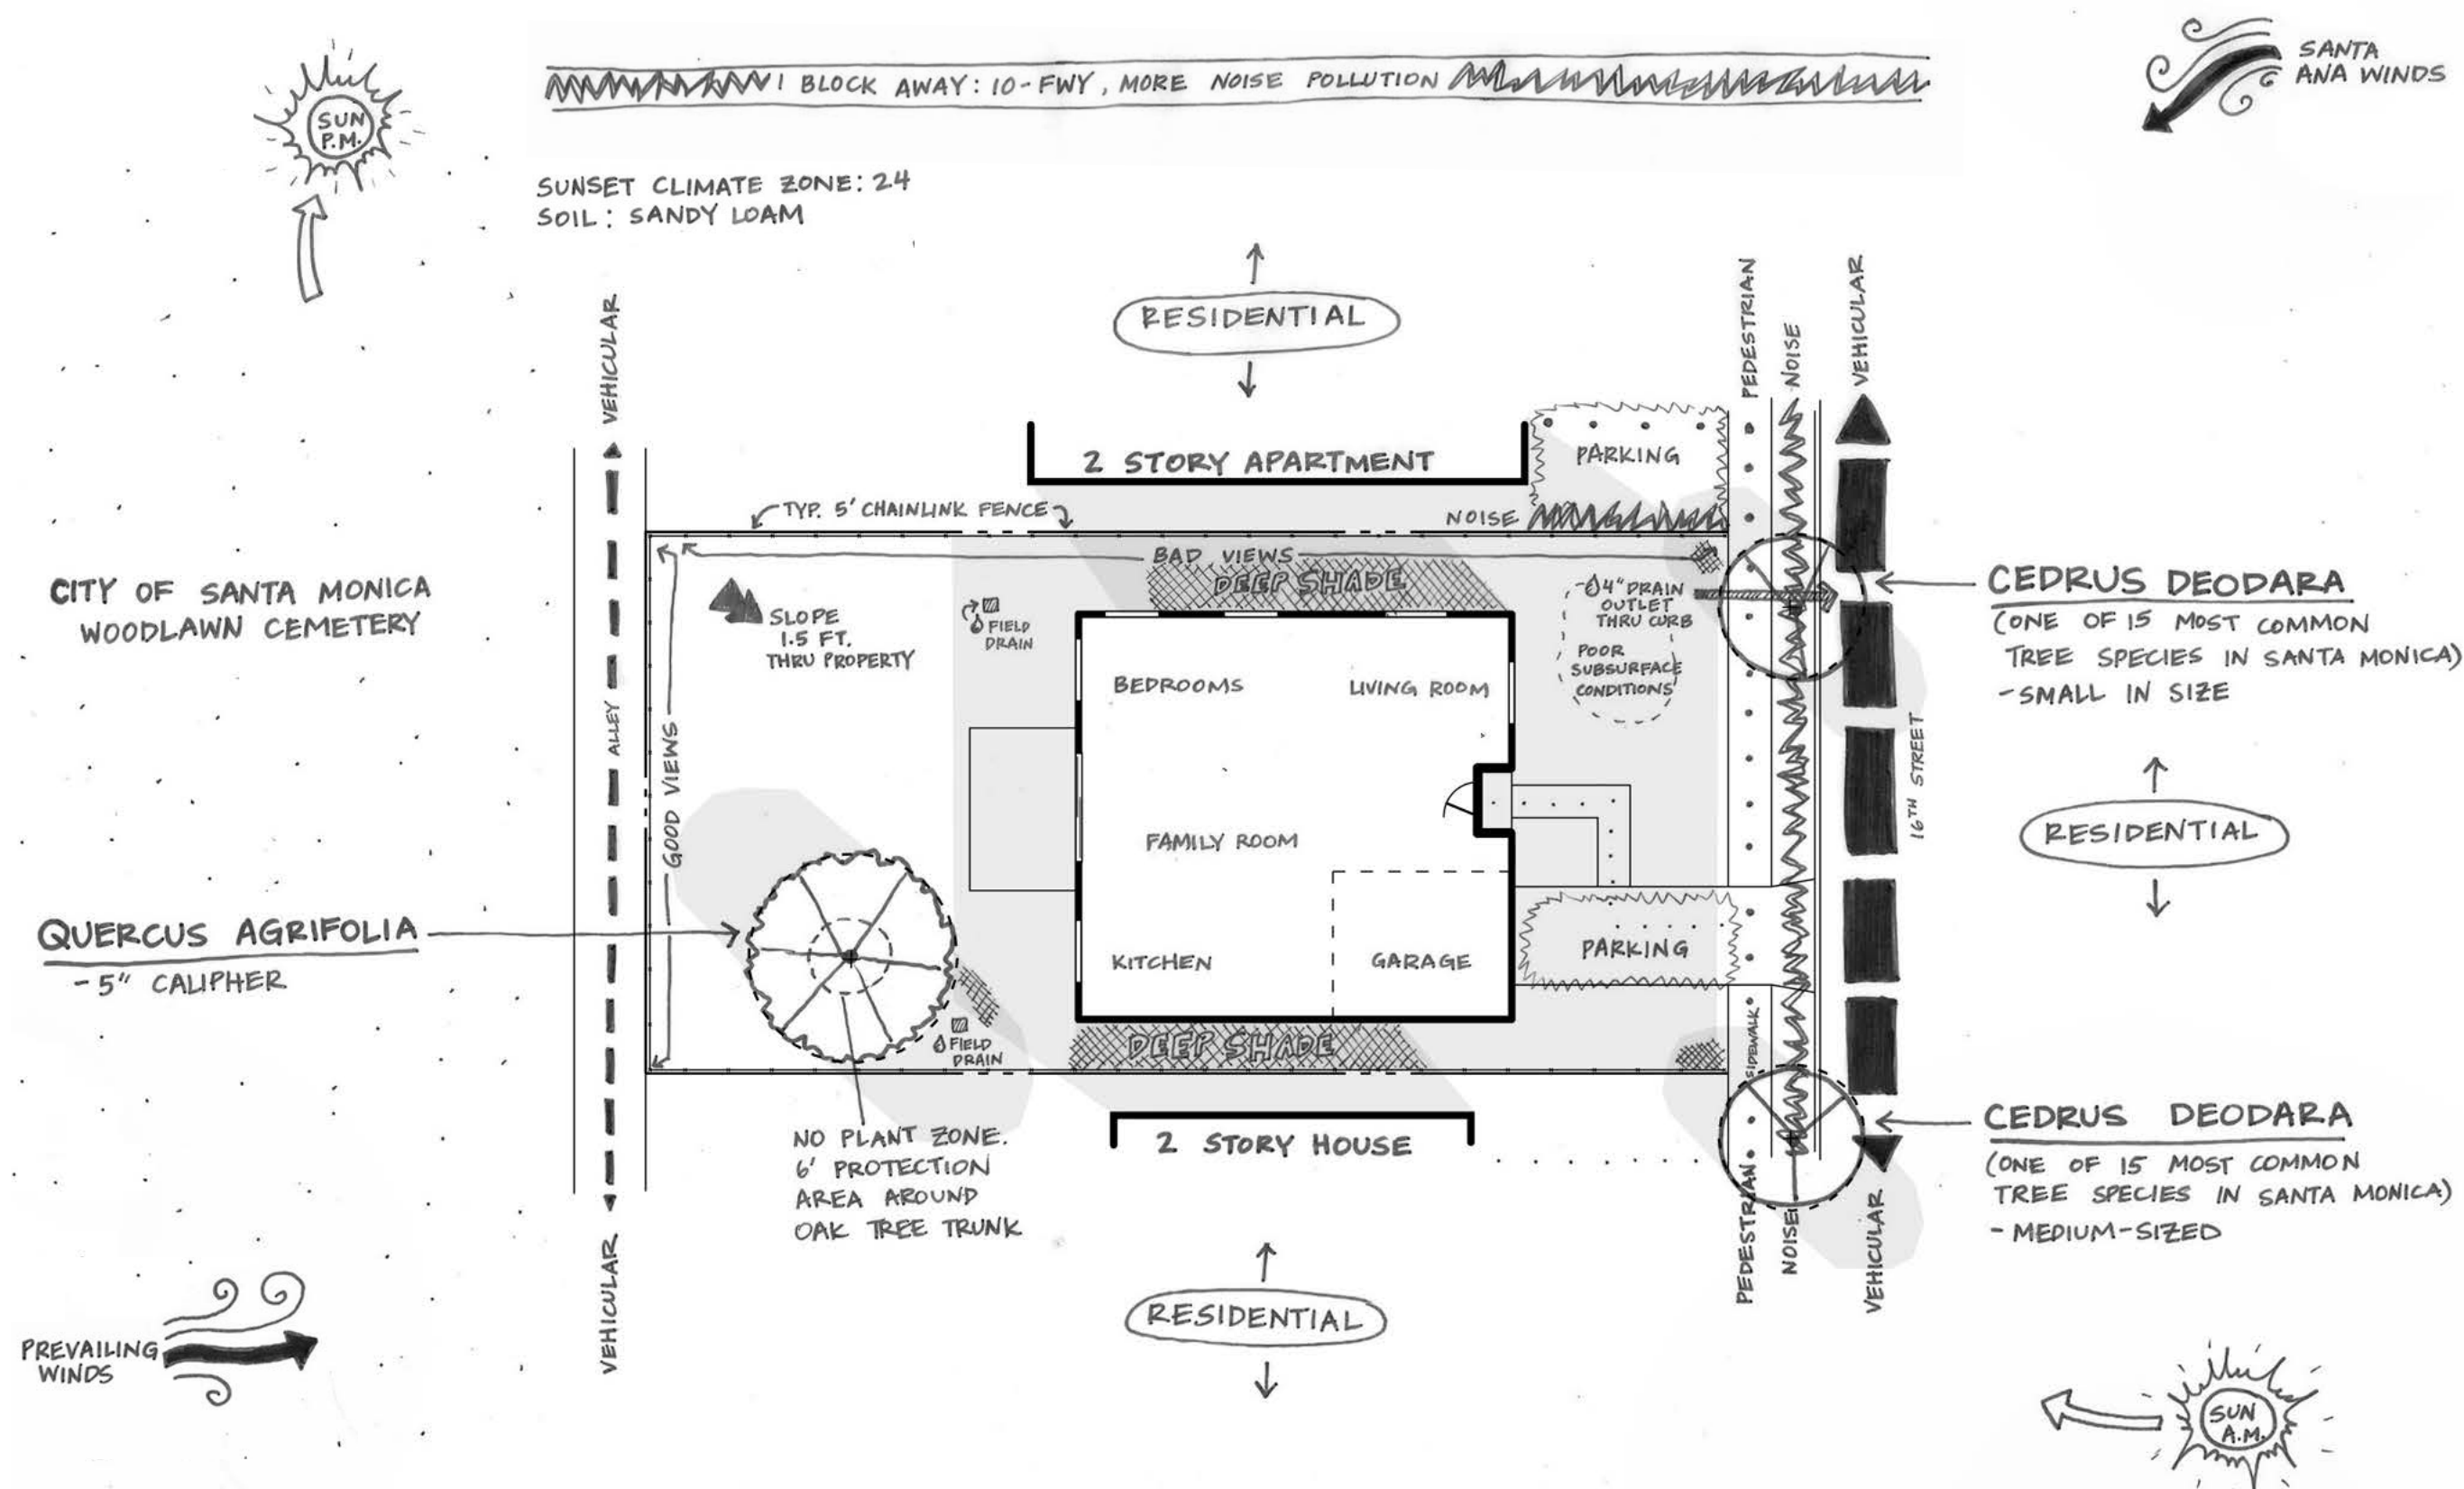 SUN
P.M.
1 BLOCK AWAY: 10-FWY, MORE NOISE POLLUTION
SANTA
ANA WINDS
SUNSET CLIMATE ZONE: 24
SOIL: SANDY LOAM
RESIDENTIAL
VEHICULAR
PEDESTRIAN
NOISE
VEHICULAR
2 STORY APARTMENT
PARKING
TYP. 5' CHAINLINK FENCE
NOISE
BAD VIEWS
DEEP SHADE
CITY OF SANTA MONICA
WOODLAWN CEMETERY
SLOPE
1.5 FT.
THRU PROPERTY
FIELD
DRAIN
4" DRAIN
OUTLET
THRU CURB
POOR
SUBSURFACE
CONDITIONS
CEDRUS DEODARA
(ONE OF 15 MOST COMMON
TREE SPECIES IN SANTA MONICA)
- SMALL IN SIZE
BEDROOMS
LIVING ROOM
ALLEY
GOOD VIEWS
16TH STREET
FAMILY ROOM
RESIDENTIAL
QUERCUS AGRIFOLIA
- 5" CALIPHER
KITCHEN
GARAGE
PARKING
FIELD
DRAIN
DEEP SHADE
SIDEWALK
NO PLANT ZONE.
6' PROTECTION
AREA AROUND
OAK TREE TRUNK
2 STORY HOUSE
CEDRUS DEODARA
(ONE OF 15 MOST COMMON
TREE SPECIES IN SANTA MONICA)
- MEDIUM-SIZED
PEDESTRIAN
NOISE
VEHICULAR
VEHICULAR
RESIDENTIAL
PREVAILING
WINDS
SUN
A.M.